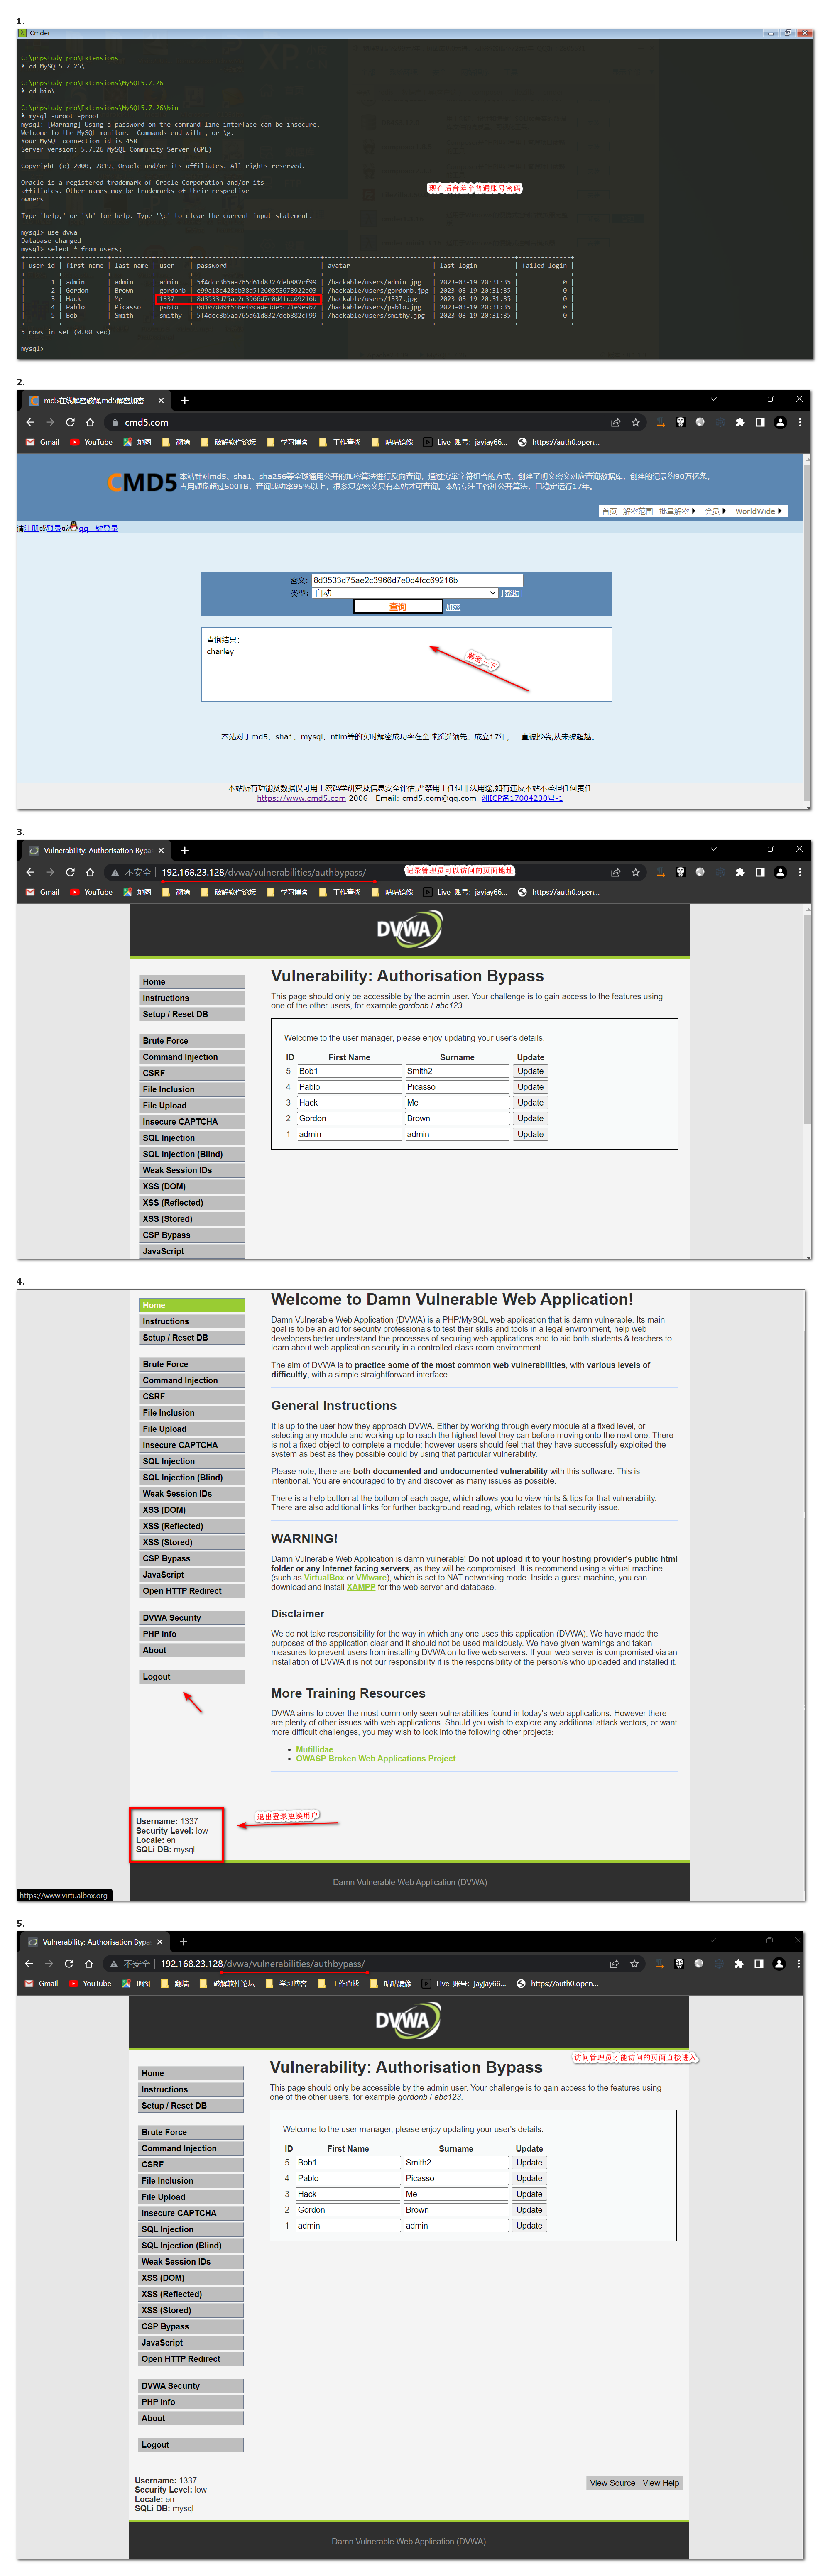 1.
Cmder
C:\phpstudy_pro\Extensions
λ cd MySQL5.7.26\
C:\phpstudy_pro\Extensions\MySQL5.7.26
λ cd bin\
C:\phpstudy_pro\Extensions\MySQL5.7.26\bin
λ mysql -uroot -proot
mysql: [Warning] Using a password on the command line interface can be insecure.
Welcome to the MySQL monitor.  Commands end with ; or \g.
Your MySQL connection id is 458
Server version: 5.7.26 MySQL Community Server (GPL)
Copyright (c) 2000, 2019, Oracle and/or its affiliates. All rights reserved.
Oracle is a registered trademark of Oracle Corporation and/or its
affiliates. Other names may be trademarks of their respective
owners.
现在后台差个普通账号密码
Type 'help;' or '\h' for help. Type '\c' to clear the current input statement.
mysql> use dvwa
Database changed
mysql> select * from users;
| user_id | first_name | last_name | user | password | avatar | last_login | failed_login |
| 1 | admin | admin | admin | 5f4dcc3b5aa765d61d8327deb882cf99 | /hackable/users/admin.jpg | 2023-03-19 20:31:35 | 0 |
| 2 | Gordon | Brown | gordonb | e99a18c428cb38d5f260853678922e03 | /hackable/users/gordonb.jpg | 2023-03-19 20:31:35 | 0 |
| 3 | Hack | Me | 1337 | 8d3533d75ae2c3966d7e0d4fcc69216b | /hackable/users/1337.jpg | 2023-03-19 20:31:35 | 0 |
| 4 | Pablo | Picasso | pablo | 0d107d09f5bbe40cade3de5c71e9e9b7 | /hackable/users/pablo.jpg | 2023-03-19 20:31:35 | 0 |
| 5 | Bob | Smith | smithy | 5f4dcc3b5aa765d61d8327deb882cf99 | /hackable/users/smithy.jpg | 2023-03-19 20:31:35 | 0 |
5 rows in set (0.00 sec)
mysql>
2.
md5在线解密破解,md5解密加密
cmd5.com
Gmail YouTube 地图 翻墙 破解软件论坛 学习博客 工作查找 咕咕镜像 Live 账号：jayjay66... https://auth0.open...
CMD5 本站针对md5、sha1、sha256等全球通用公开的加密算法进行反向查询，通过穷举字符组合的方式，创建了明文密文对应查询数据库，创建的记录约90万亿条，
占用硬盘超过500TB，查询成功率95%以上，很多复杂密文只有本站才可查询。本站专注于各种公开算法，已稳定运行17年。
首页 解密范围 批量解密 会员 WorldWide
请注册或登录或qq一键登录
密文: 8d3533d75ae2c3966d7e0d4fcc69216b
类型: 自动 [帮助]
查询 加密
查询结果:
charley
解密一下
本站对于md5、sha1、mysql、ntlm等的实时解密成功率在全球遥遥领先。成立17年，一直被抄袭,从未被超越。
本站所有功能及数据仅可用于密码学研究及信息安全评估,严禁用于任何非法用途,如有违反本站不承担任何责任
https://www.cmd5.com 2006 Email: cmd5.com@qq.com 湘ICP备17004230号-1
3.
Vulnerability: Authorisation Bypa
不安全 | 192.168.23.128/dvwa/vulnerabilities/authbypass/
记录管理员可以访问的页面地址
Gmail YouTube 地图 翻墙 破解软件论坛 学习博客 工作查找 咕咕镜像 Live 账号：jayjay66... https://auth0.open...
DVWA
Home
Instructions
Setup / Reset DB
Brute Force
Command Injection
CSRF
File Inclusion
File Upload
Insecure CAPTCHA
SQL Injection
SQL Injection (Blind)
Weak Session IDs
XSS (DOM)
XSS (Reflected)
XSS (Stored)
CSP Bypass
JavaScript
Vulnerability: Authorisation Bypass
This page should only be accessible by the admin user. Your challenge is to gain access to the features using
one of the other users, for example gordonb / abc123.
Welcome to the user manager, please enjoy updating your user's details.
ID First Name Surname Update
5 Bob1 Smith2 Update
4 Pablo Picasso Update
3 Hack Me Update
2 Gordon Brown Update
1 admin admin Update
4.
Home
Instructions
Setup / Reset DB
Brute Force
Command Injection
CSRF
File Inclusion
File Upload
Insecure CAPTCHA
SQL Injection
SQL Injection (Blind)
Weak Session IDs
XSS (DOM)
XSS (Reflected)
XSS (Stored)
CSP Bypass
JavaScript
Open HTTP Redirect
DVWA Security
PHP Info
About
Logout
Welcome to Damn Vulnerable Web Application!
Damn Vulnerable Web Application (DVWA) is a PHP/MySQL web application that is damn vulnerable. Its main
goal is to be an aid for security professionals to test their skills and tools in a legal environment, help web
developers better understand the processes of securing web applications and to aid both students & teachers to
learn about web application security in a controlled class room environment.
The aim of DVWA is to practice some of the most common web vulnerabilities, with various levels of
difficultly, with a simple straightforward interface.
General Instructions
It is up to the user how they approach DVWA. Either by working through every module at a fixed level, or
selecting any module and working up to reach the highest level they can before moving onto the next one. There
is not a fixed object to complete a module; however users should feel that they have successfully exploited the
system as best as they possible could by using that particular vulnerability.
Please note, there are both documented and undocumented vulnerability with this software. This is
intentional. You are encouraged to try and discover as many issues as possible.
There is a help button at the bottom of each page, which allows you to view hints & tips for that vulnerability.
There are also additional links for further background reading, which relates to that security issue.
WARNING!
Damn Vulnerable Web Application is damn vulnerable! Do not upload it to your hosting provider's public html
folder or any Internet facing servers, as they will be compromised. It is recommend using a virtual machine
(such as VirtualBox or VMware), which is set to NAT networking mode. Inside a guest machine, you can
download and install XAMPP for the web server and database.
Disclaimer
We do not take responsibility for the way in which any one uses this application (DVWA). We have made the
purposes of the application clear and it should not be used maliciously. We have given warnings and taken
measures to prevent users from installing DVWA on to live web servers. If your web server is compromised via an
installation of DVWA it is not our responsibility it is the responsibility of the person/s who uploaded and installed it.
More Training Resources
DVWA aims to cover the most commonly seen vulnerabilities found in today's web applications. However there
are plenty of other issues with web applications. Should you wish to explore any additional attack vectors, or want
more difficult challenges, you may wish to look into the following other projects:
Mutillidae
OWASP Broken Web Applications Project
Username: 1337
Security Level: low
Locale: en
SQLi DB: mysql
退出登录更换用户
Damn Vulnerable Web Application (DVWA)
https://www.virtualbox.org
5.
Vulnerability: Authorisation Bypa
不安全 | 192.168.23.128/dvwa/vulnerabilities/authbypass/
Gmail YouTube 地图 翻墙 破解软件论坛 学习博客 工作查找 咕咕镜像 Live 账号：jayjay66... https://auth0.open...
DVWA
访问管理员才能访问的页面直接进入
Home
Instructions
Setup / Reset DB
Brute Force
Command Injection
CSRF
File Inclusion
File Upload
Insecure CAPTCHA
SQL Injection
SQL Injection (Blind)
Weak Session IDs
XSS (DOM)
XSS (Reflected)
XSS (Stored)
CSP Bypass
JavaScript
Open HTTP Redirect
DVWA Security
PHP Info
About
Logout
Vulnerability: Authorisation Bypass
This page should only be accessible by the admin user. Your challenge is to gain access to the features using
one of the other users, for example gordonb / abc123.
Welcome to the user manager, please enjoy updating your user's details.
ID First Name Surname Update
5 Bob1 Smith2 Update
4 Pablo Picasso Update
3 Hack Me Update
2 Gordon Brown Update
1 admin admin Update
Username: 1337
Security Level: low
Locale: en
SQLi DB: mysql
View Source View Help
Damn Vulnerable Web Application (DVWA)